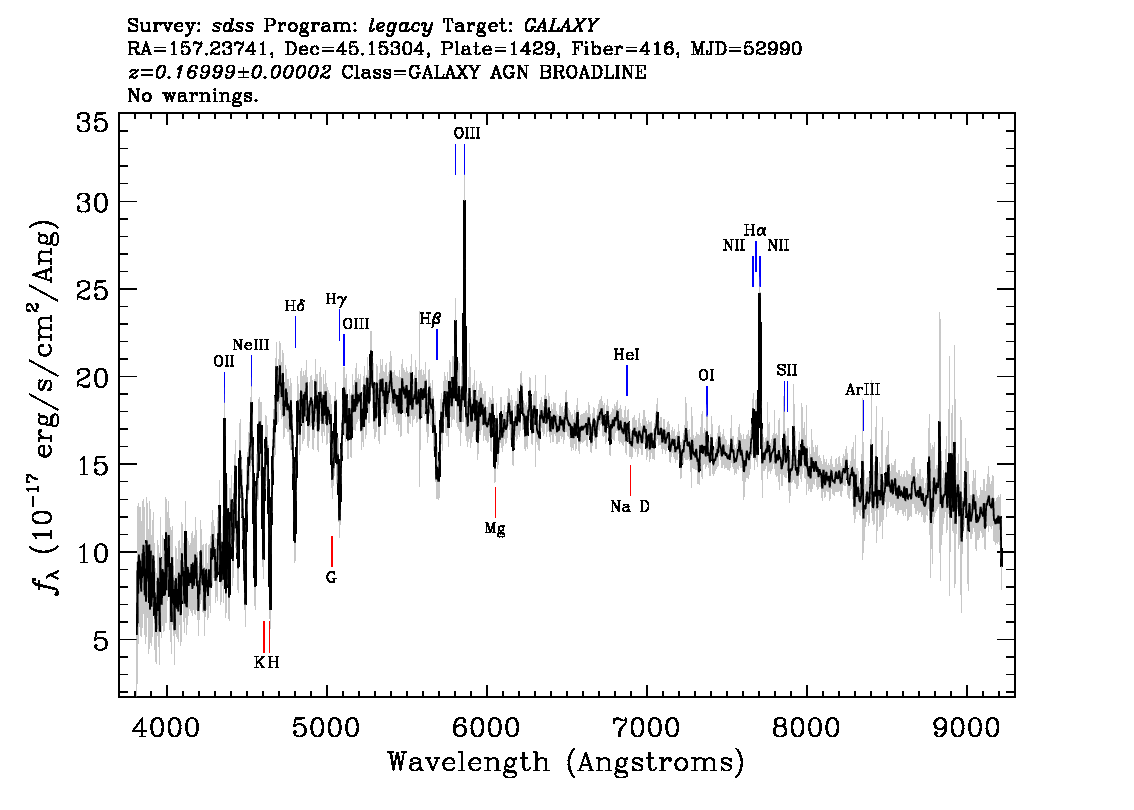 Survey: sdss Program: legacy Target: GALAXY
RA=157.23741, Dec=45.15304, Plate=1429, Fiber=416, MJD=52990
z=0.16999±0.00002 Class=GALAXY AGN BROADLINE
No warnings.
35
30
25
20
15
10
5
f_λ (10^−17 erg/s/cm^2/Ang)
OIII
Hα
NII NII
Hδ
Hγ
OIII
Hβ
NeIII
OII
HeI
OI
SII
ArIII
Na D
Mg
G
K H
4000 5000 6000 7000 8000 9000
Wavelength (Angstroms)